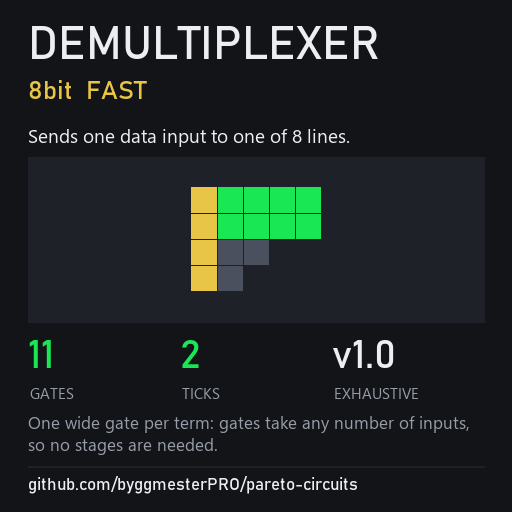 DEMULTIPLEXER
8bit FAST
Sends one data input to one of 8 lines.
11
2
v1.0
GATES
TICKS
EXHAUSTIVE
One wide gate per term: gates take any number of inputs,
so no stages are needed.
github.com/byggmesterPRO/pareto-circuits